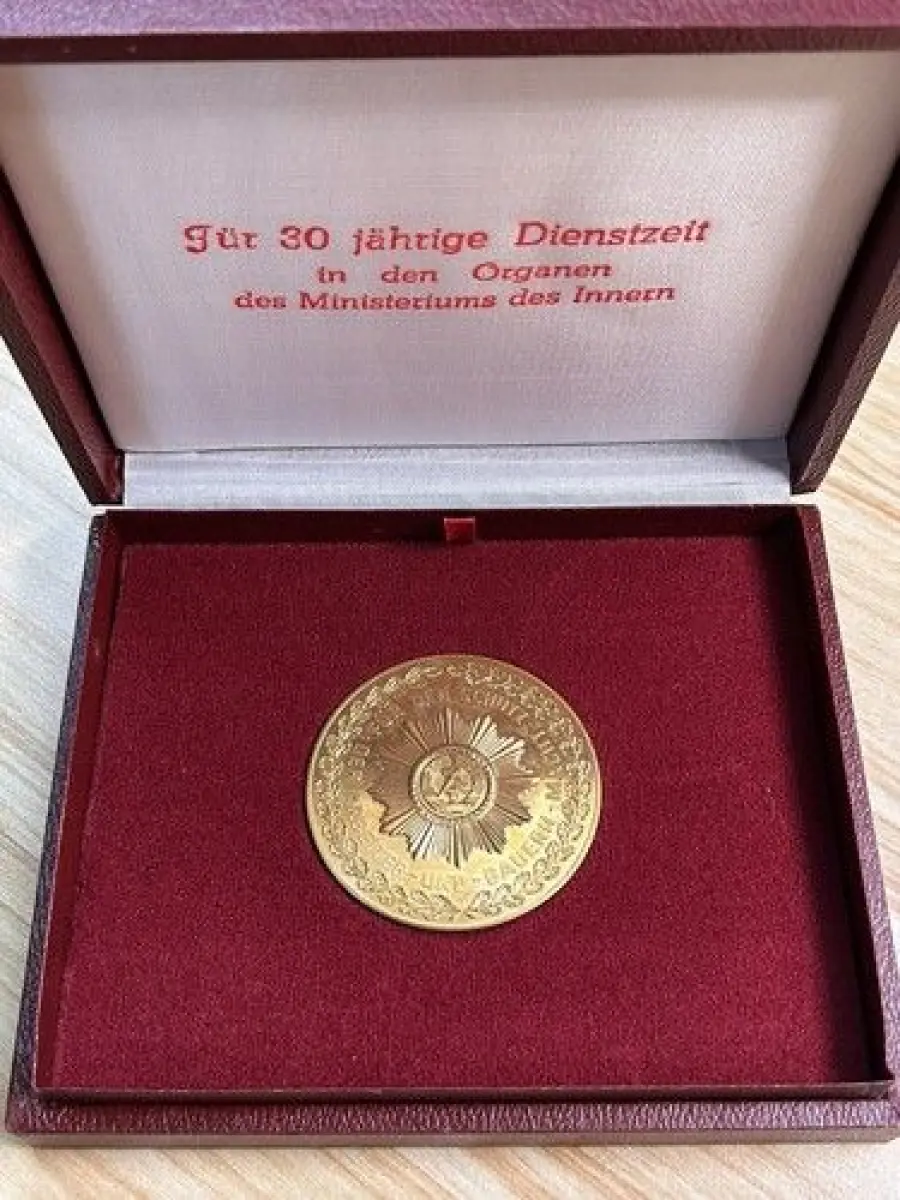 Für 30 jährige Dienstzeit
in den Organen
des Ministeriums des Innern